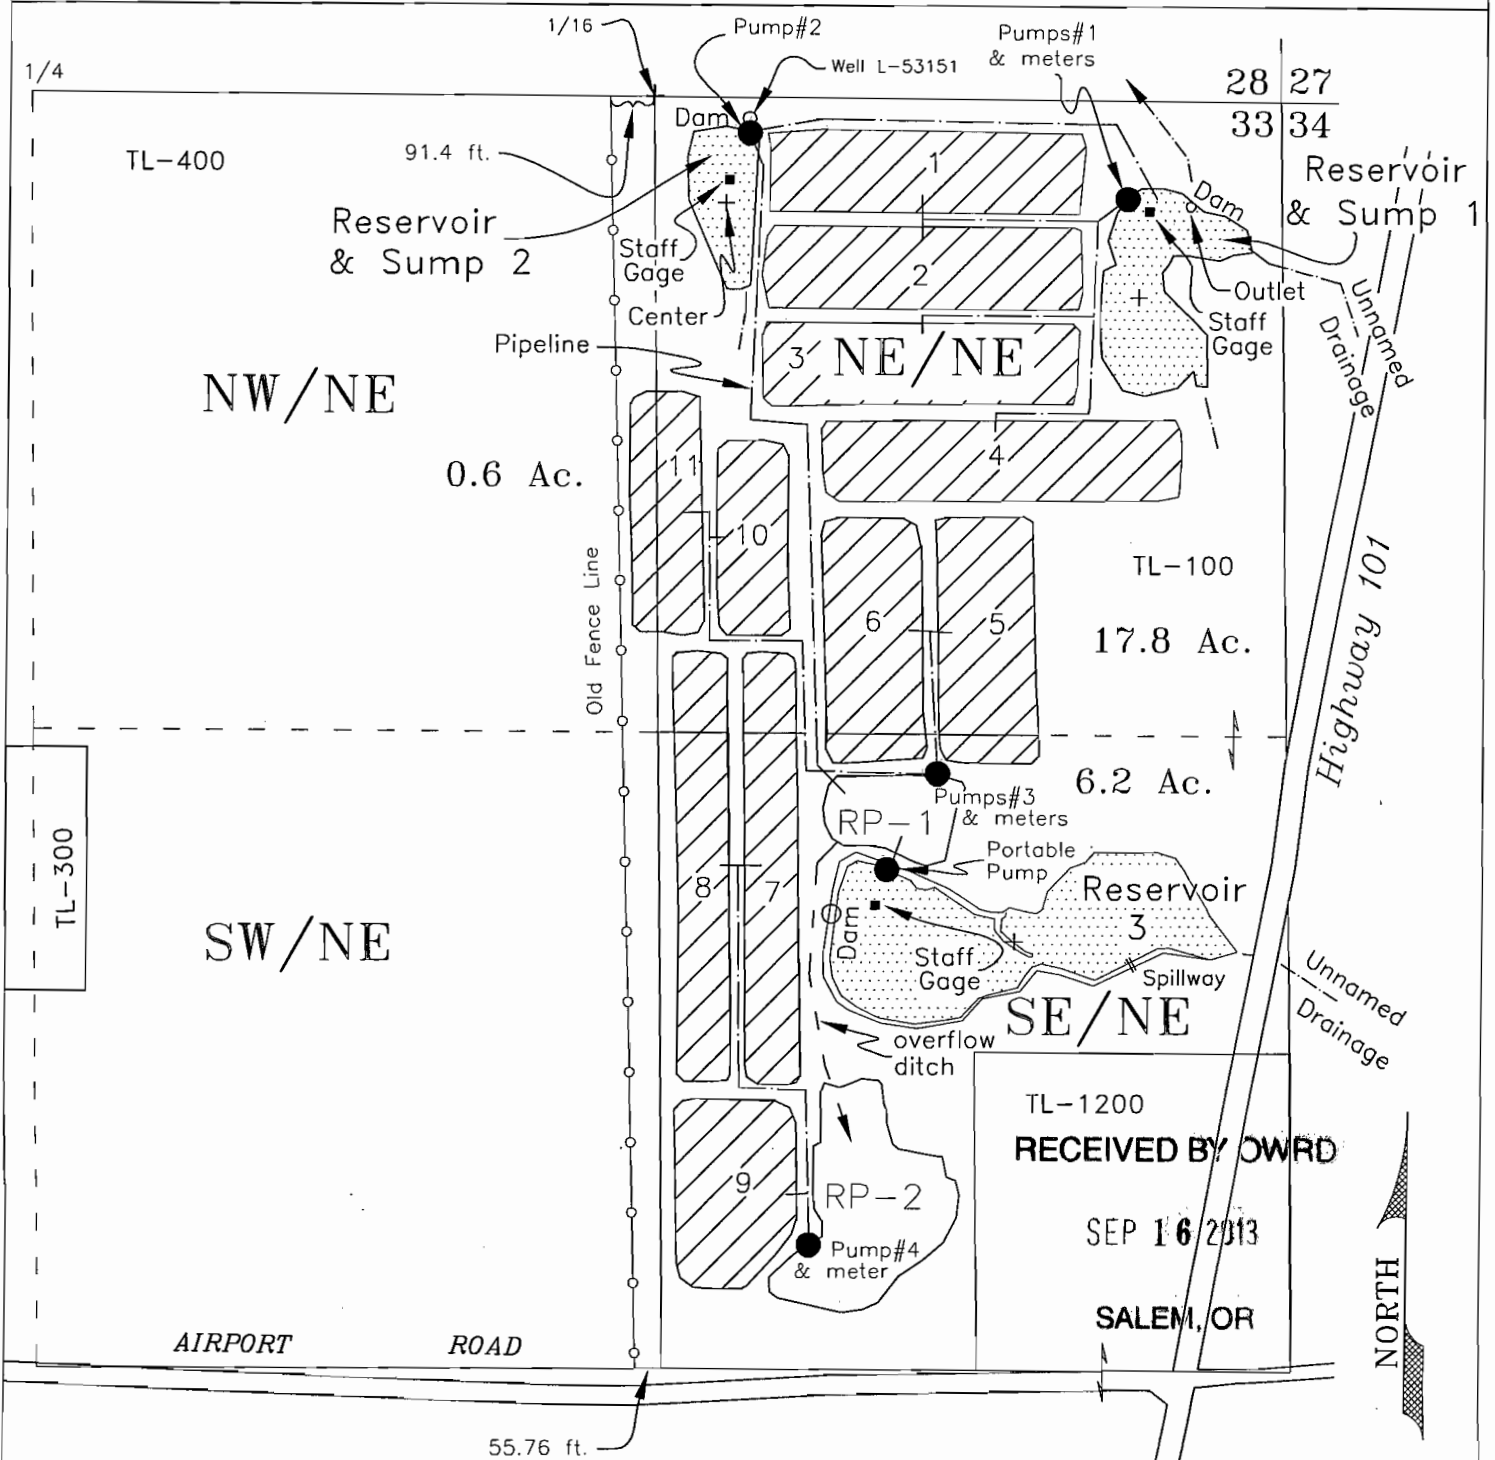 1/16
Pump#2
Well L-53151
Pumps#1
& meters
1/4
28 27
33 34
TL-400
91.4 ft.
Dam
Reservoir
& Sump 2
Staff
Gage
Center
Pipeline
1
2
3
NE/NE
4
Dam
Reservoir
& Sump 1
Outlet
Staff
Gage
Unnamed
Drainage
NW/NE
0.6 Ac.
11
10
6
5
TL-100
17.8 Ac.
Highway 101
Old Fence Line
6.2 Ac.
TL-300
RP-1
Pumps#3
& meters
Portable
Pump
8
7
Dam
Staff
Gage
Reservoir
3
Spillway
SW/NE
SE/NE
Unnamed
Drainage
overflow
ditch
TL-1200
RECEIVED BY OWRD
SEP 16 2013
SALEM, OR
9
RP-2
Pump#4
& meter
NORTH
AIRPORT ROAD
55.76 ft.